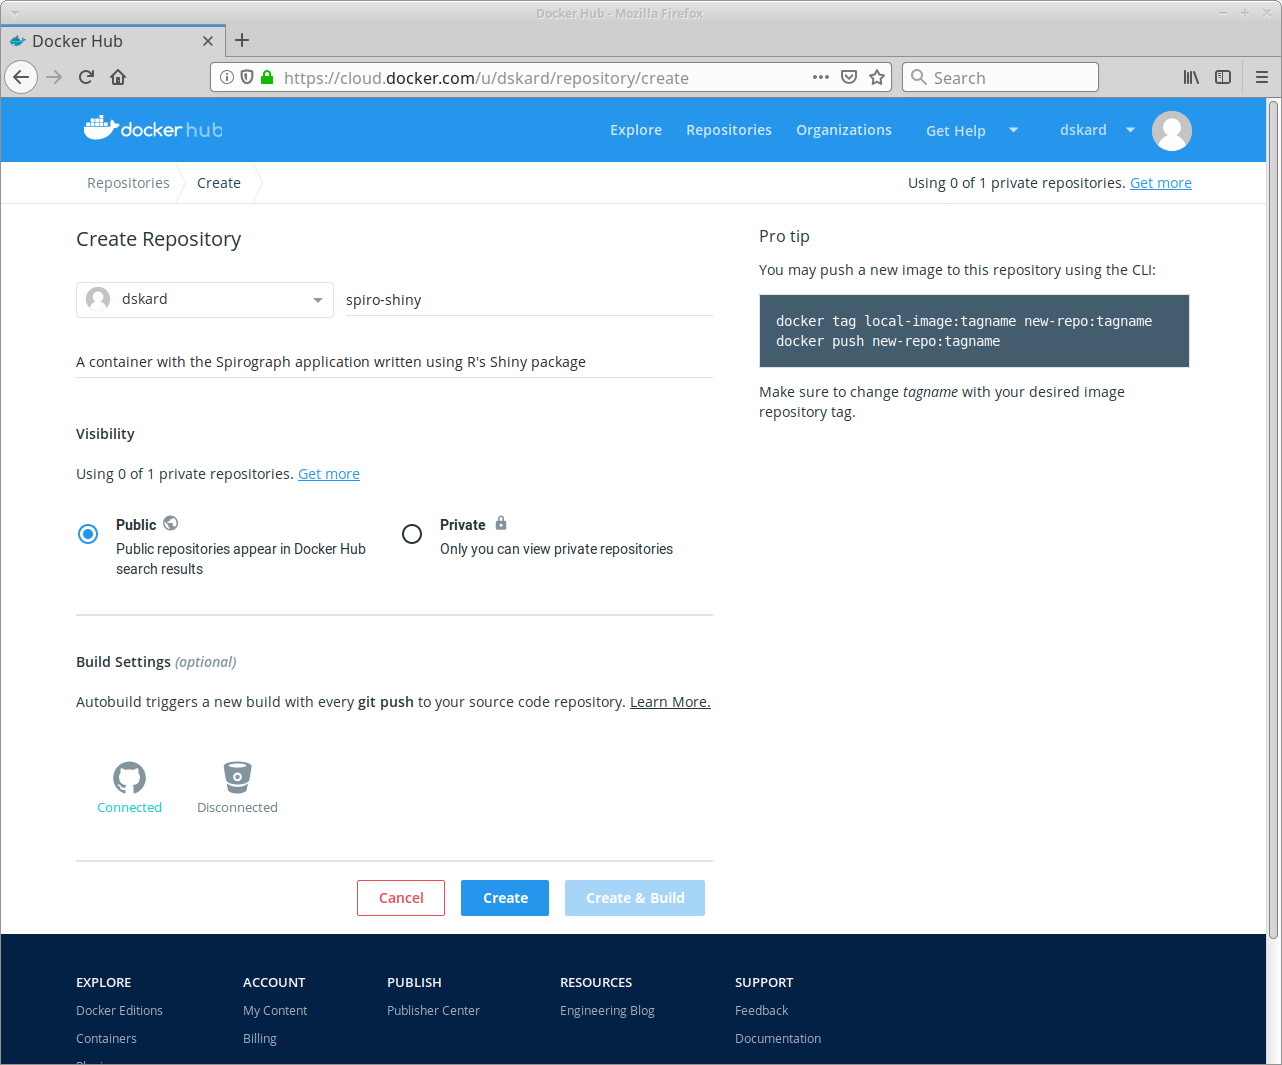 Docker Hub - Mozilla Firefox
Docker Hub
https://cloud.docker.com/u/dskard/repository/create
Search
docker hub
Explore
Repositories
Organizations
Get Help
dskard
Repositories
Create
Using 0 of 1 private repositories. Get more
Create Repository
dskard
spiro-shiny
A container with the Spirograph application written using R's Shiny package
Visibility
Using 0 of 1 private repositories. Get more
Public
Public repositories appear in Docker Hub
search results
Private
Only you can view private repositories
Build Settings (optional)
Autobuild triggers a new build with every git push to your source code repository. Learn More.
Connected
Disconnected
Cancel
Create
Create & Build
Pro tip
You may push a new image to this repository using the CLI:
docker tag local-image:tagname new-repo:tagname
docker push new-repo:tagname
Make sure to change tagname with your desired image
repository tag.
EXPLORE
Docker Editions
Containers
ACCOUNT
My Content
Billing
PUBLISH
Publisher Center
RESOURCES
Engineering Blog
SUPPORT
Feedback
Documentation